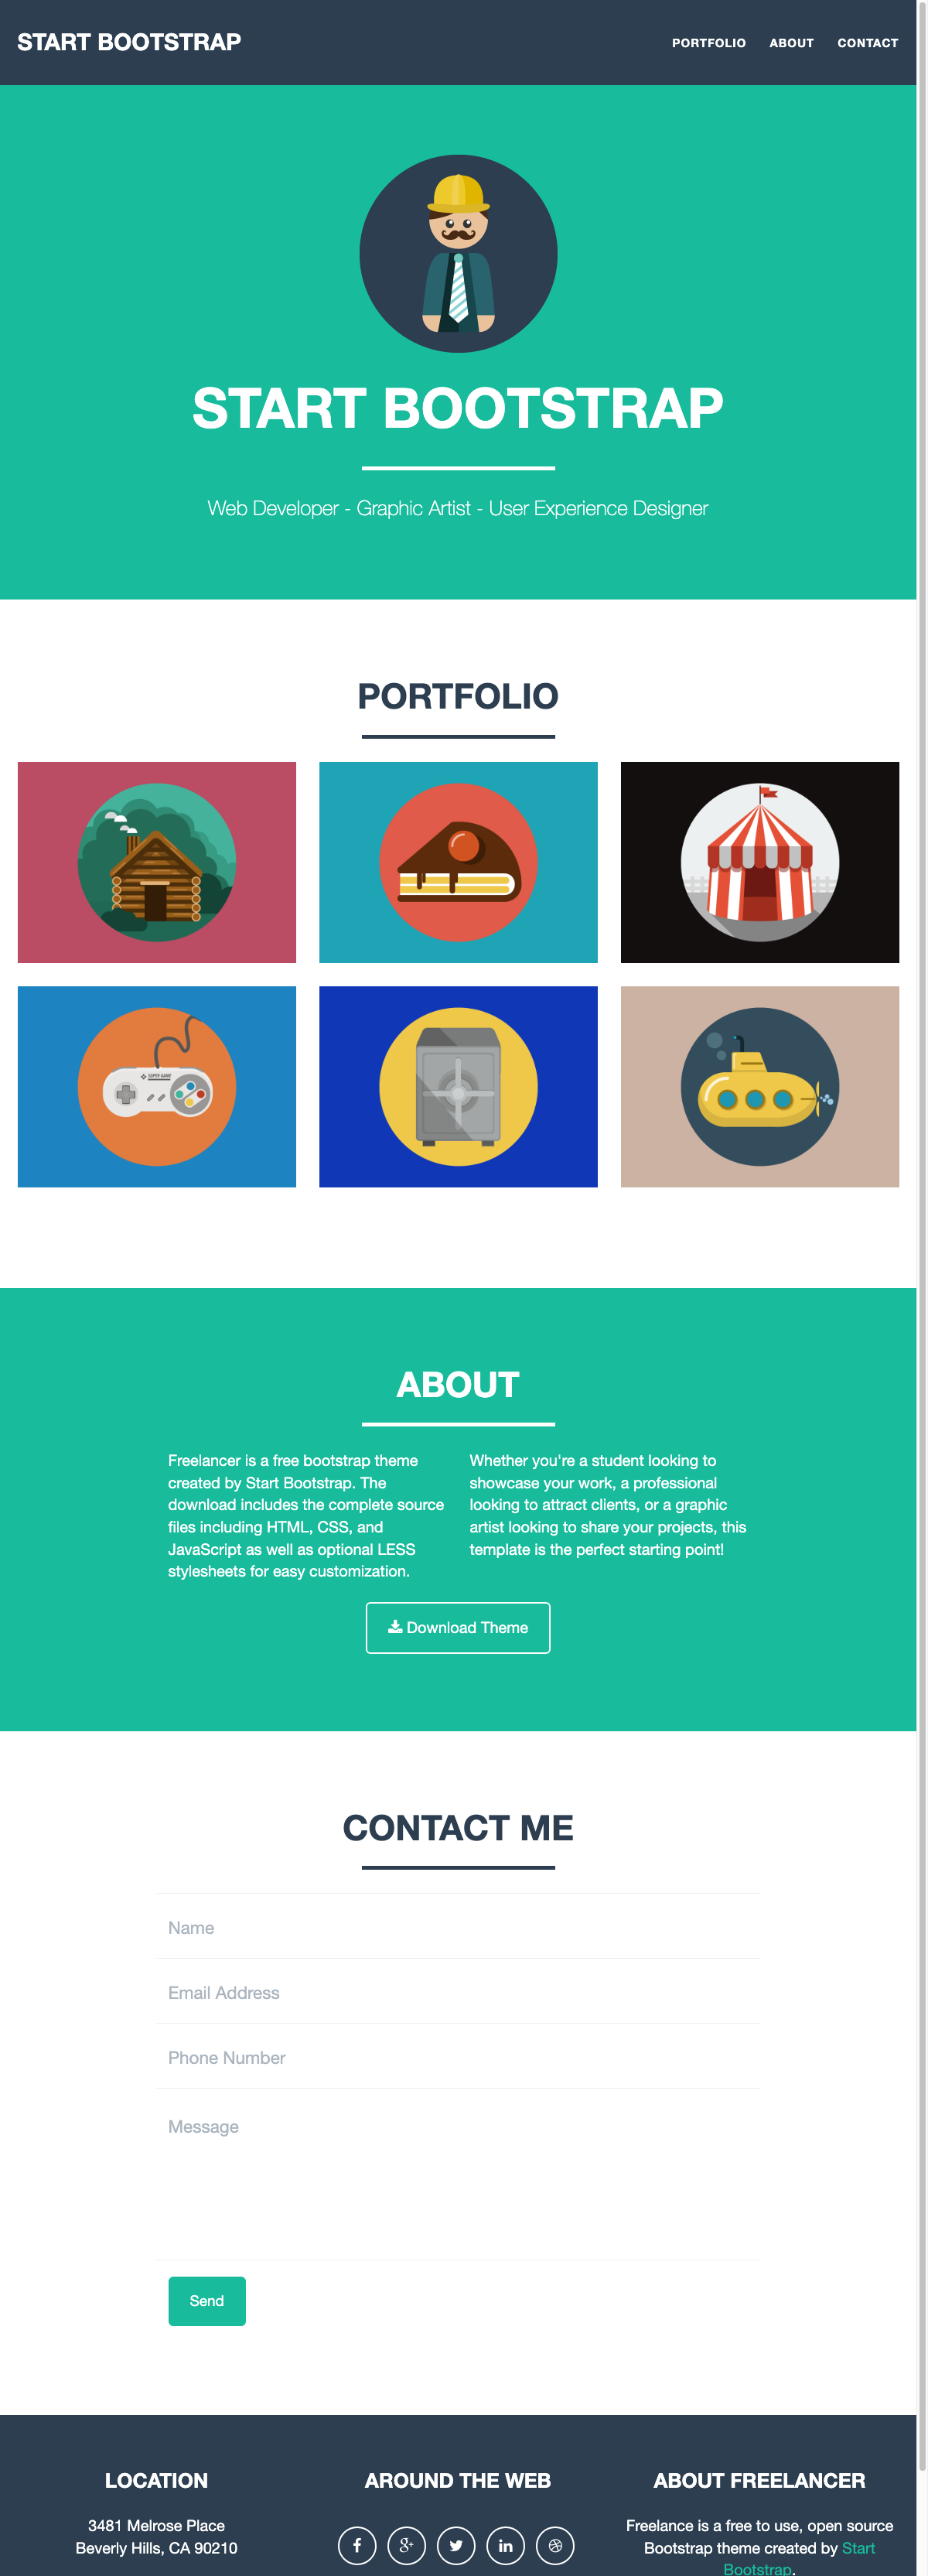 START BOOTSTRAP
PORTFOLIO ABOUT CONTACT
START BOOTSTRAP
Web Developer - Graphic Artist - User Experience Designer
PORTFOLIO
SUPER GAME
ABOUT
Freelancer is a free bootstrap theme
created by Start Bootstrap. The
download includes the complete source
files including HTML, CSS, and
JavaScript as well as optional LESS
stylesheets for easy customization.
Whether you're a student looking to
showcase your work, a professional
looking to attract clients, or a graphic
artist looking to share your projects, this
template is the perfect starting point!
Download Theme
CONTACT ME
Name
Email Address
Phone Number
Message
Send
LOCATION
3481 Melrose Place
Beverly Hills, CA 90210
AROUND THE WEB
ABOUT FREELANCER
Freelance is a free to use, open source
Bootstrap theme created by Start
Bootstrap.